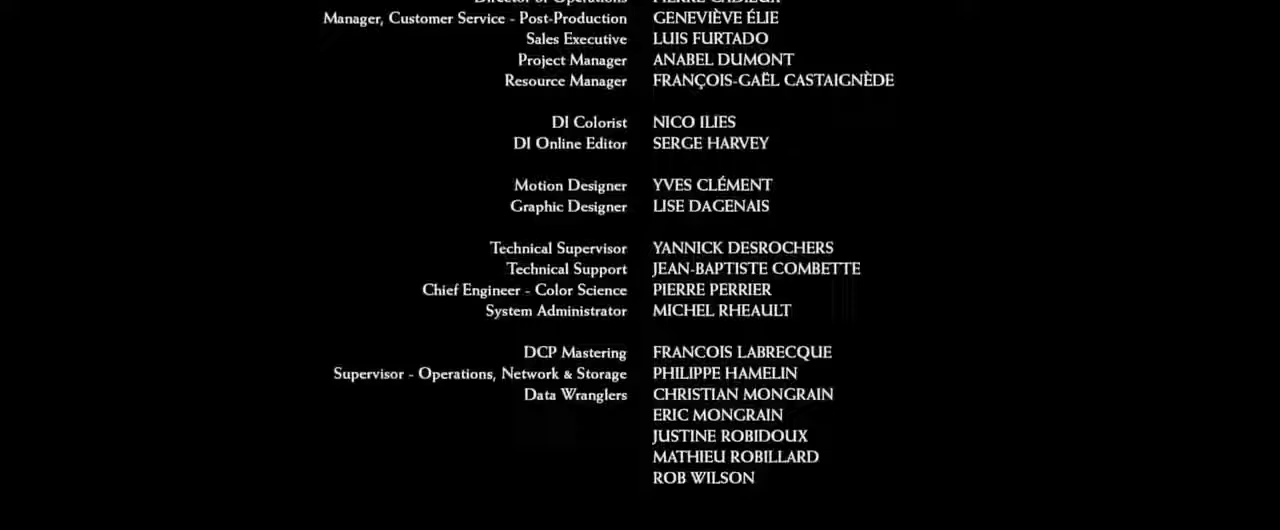 Manager, Customer Service - Post-Production GENEVIÈVE ÉLIE
Sales Executive LUIS FURTADO
Project Manager ANABEL DUMONT
Resource Manager FRANÇOIS-GAËL CASTAIGNÈDE
DI Colorist NICO ILIES
DI Online Editor SERGE HARVEY
Motion Designer YVES CLÉMENT
Graphic Designer LISE DAGENAIS
Technical Supervisor YANNICK DESROCHERS
Technical Support JEAN-BAPTISTE COMBETTE
Chief Engineer - Color Science PIERRE PERRIER
System Administrator MICHEL RHEAULT
DCP Mastering FRANCOIS LABRECQUE
Supervisor - Operations, Network & Storage PHILIPPE HAMELIN
Data Wranglers CHRISTIAN MONGRAIN
ERIC MONGRAIN
JUSTINE ROBIDOUX
MATHIEU ROBILLARD
ROB WILSON